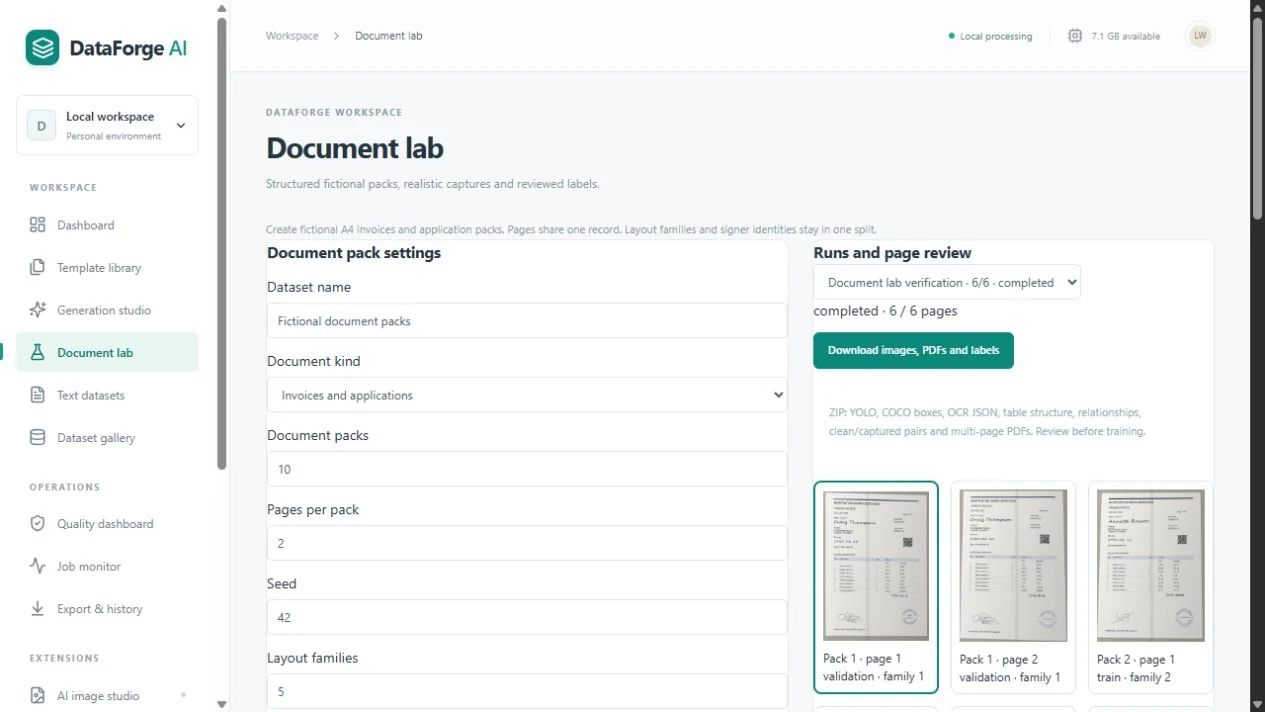 DataForge AI
D
Local workspace
Personal environment
WORKSPACE
Dashboard
Template library
Generation studio
Document lab
Text datasets
Dataset gallery
OPERATIONS
Quality dashboard
Job monitor
Export & history
EXTENSIONS
AI image studio
Workspace > Document lab
Local processing
7.1 GB available
LW
DATAFORGE WORKSPACE
Document lab
Structured fictional packs, realistic captures and reviewed labels.
Create fictional A4 invoices and application packs. Pages share one record. Layout families and signer identities stay in one split.
Document pack settings
Dataset name
Fictional document packs
Document kind
Invoices and applications
Document packs
10
Pages per pack
2
Seed
42
Layout families
5
Runs and page review
Document lab verification · 6/6 · completed
completed · 6 / 6 pages
Download images, PDFs and labels
ZIP: YOLO, COCO boxes, OCR JSON, table structure, relationships,
clean/captured pairs and multi-page PDFs. Review before training.
Craig Thompson
Pack 1 · page 1
validation · family 1
Craig Thompson
Pack 1 · page 2
validation · family 1
Pack 2 · page 1
train · family 2